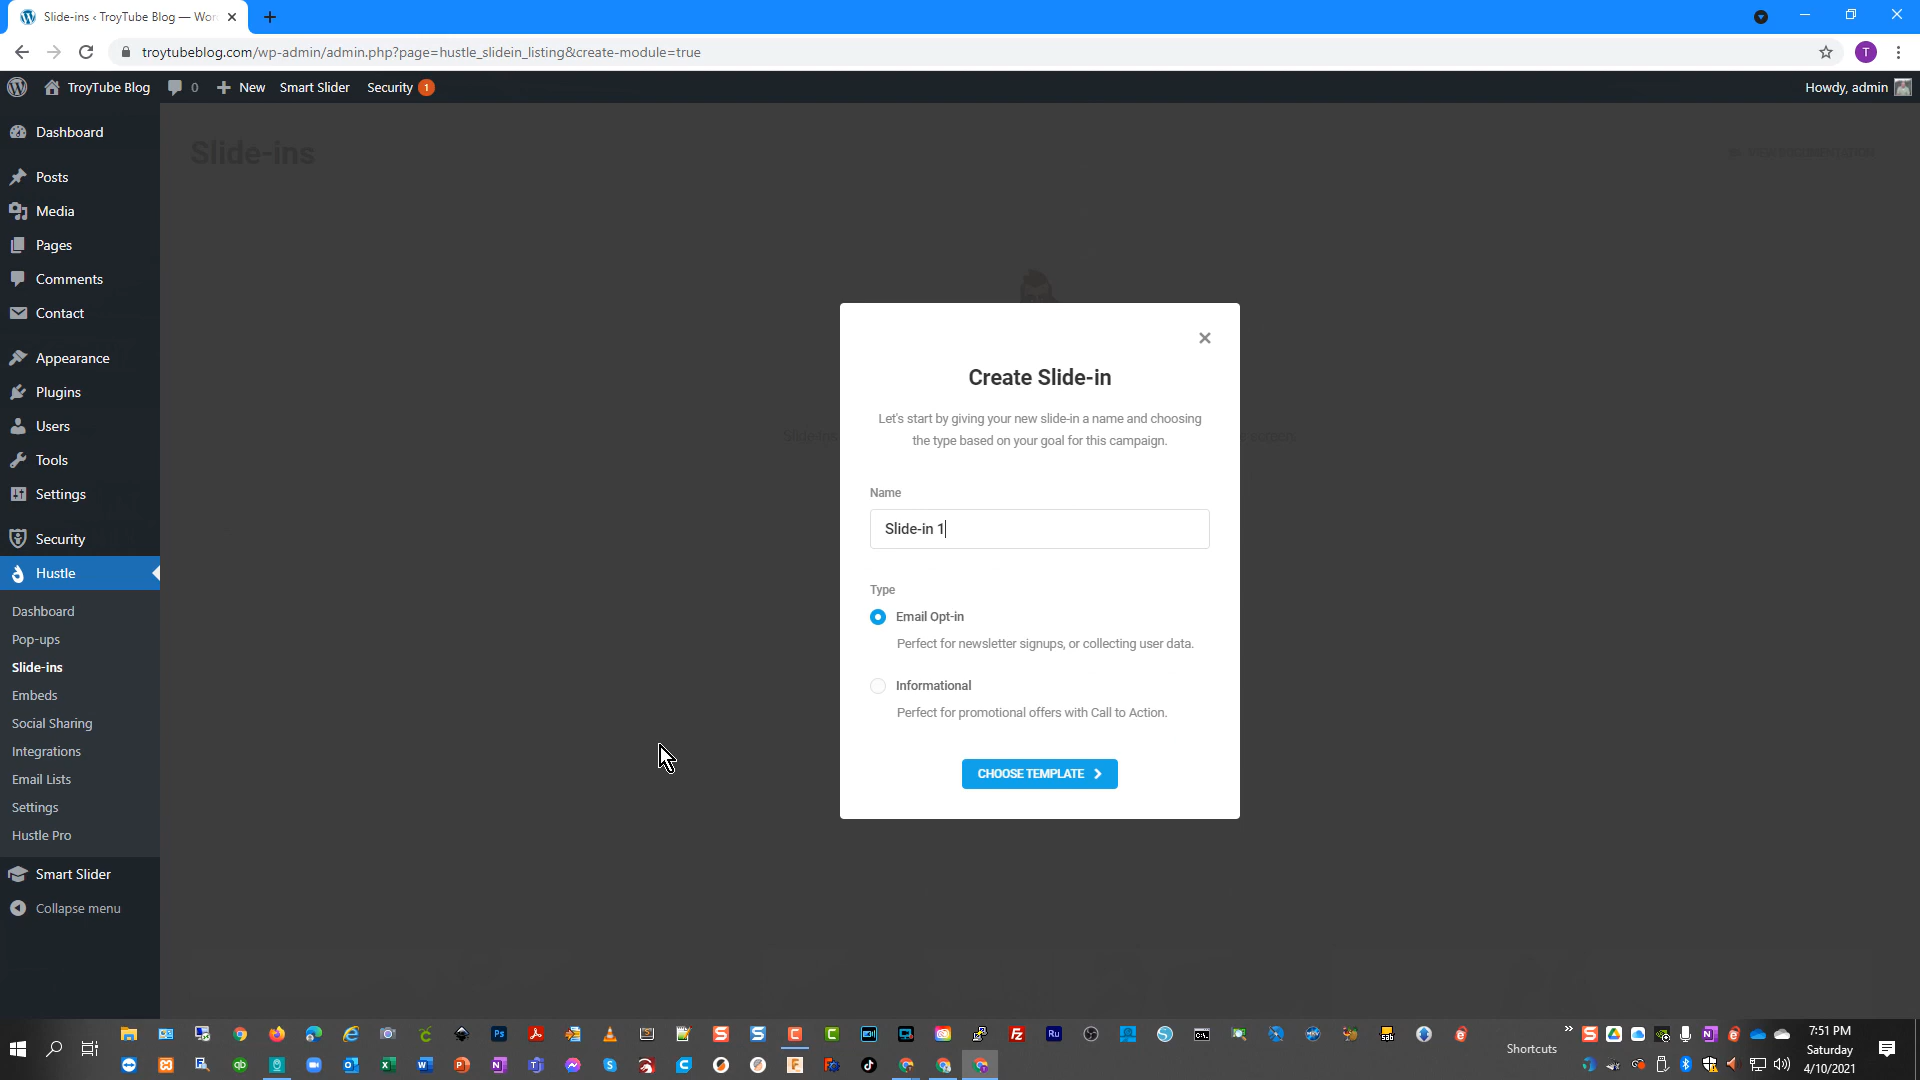 Slide-ins ‹ TroyTube Blog — Wor
troytubeblog.com/wp-admin/admin.php?page=hustle_slidein_listing&create-module=true
T
TroyTube Blog
0
New
Smart Slider
Security 1
Howdy, admin
Dashboard
Posts
Media
Pages
Comments
Contact
Appearance
Plugins
Users
Tools
Settings
Security
Hustle
Dashboard
Pop-ups
Slide-ins
Embeds
Social Sharing
Integrations
Email Lists
Settings
Hustle Pro
Smart Slider
Collapse menu
Slide-ins
VIEW DOCUMENTATION
Create Slide-in
Let's start by giving your new slide-in a name and choosing
the type based on your goal for this campaign.
Name
Slide-in 1
Type
Email Opt-in
Perfect for newsletter signups, or collecting user data.
Informational
Perfect for promotional offers with Call to Action.
CHOOSE TEMPLATE
Shortcuts
7:51 PM
Saturday
4/10/2021